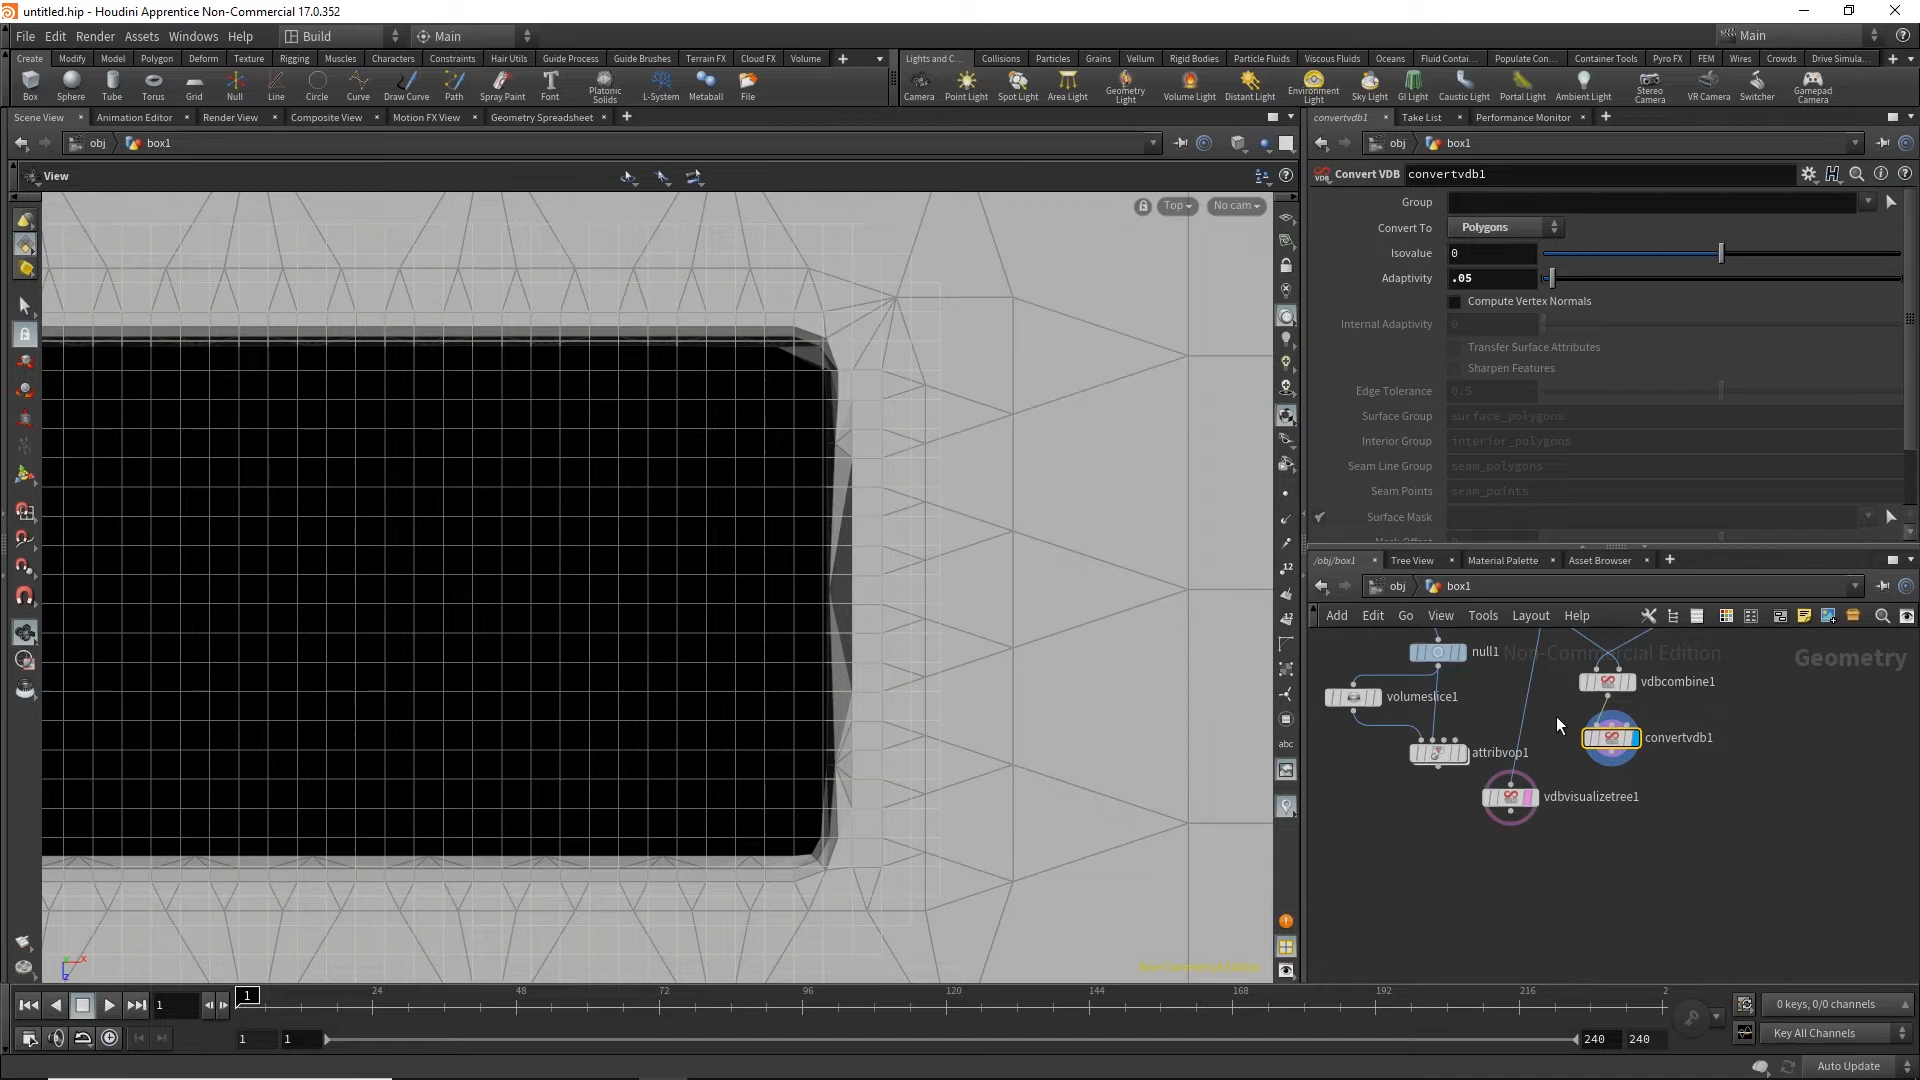 untitled.hip - Houdini Apprentice Non-Commercial 17.0.352
File Edit Render Assets Windows Help Build Main Main
Create Modify Model Polygon Deform Texture Rigging Muscles Characters Constraints Hair Utils Guide Process Guide Brushes Terrain FX Cloud FX Volume
Lights and C... Collisions Particles Grains Vellum Rigid Bodies Particle Fluids Viscous Fluids Oceans Fluid Contai... Populate Con... Container Tools Pyro FX FEM Wires Crowds Drive Simula...
Box Sphere Tube Torus Grid Null Line Circle Curve Draw Curve Path Spray Paint Font Platonic Solids L-System Metaball File
Camera Point Light Spot Light Area Light Geometry Light Volume Light Distant Light Environment Light Sky Light GI Light Caustic Light Portal Light Ambient Light Stereo Camera VR Camera Switcher Gamepad Camera
Scene View Animation Editor Render View Composite View Motion FX View Geometry Spreadsheet
convertvdb1 Take List Performance Monitor
obj box1
obj box1
View
Top No cam
Convert VDB convertvdb1
Group
Convert To Polygons
Isovalue 0
Adaptivity .05
Compute Vertex Normals
Internal Adaptivity 0
Transfer Surface Attributes
Sharpen Features
Edge Tolerance 0.5
Surface Group surface_polygons
Interior Group interior_polygons
Seam Line Group seam_polygons
Seam Points seam_points
Surface Mask
/obj/box1 Tree View Material Palette Asset Browser
obj box1
Add Edit Go View Tools Layout Help
Non-Commercial Edition
Geometry
null1
vdbcombine1
volumeslice1
convertvdb1
attribvop1
vdbvisualizetree1
12
12
abc
x
z
Non-Commercial Edition
1 1 24 48 72 96 120 144 168 192 216 2
0 keys, 0/0 channels
1 1 240 240
Key All Channels
Auto Update